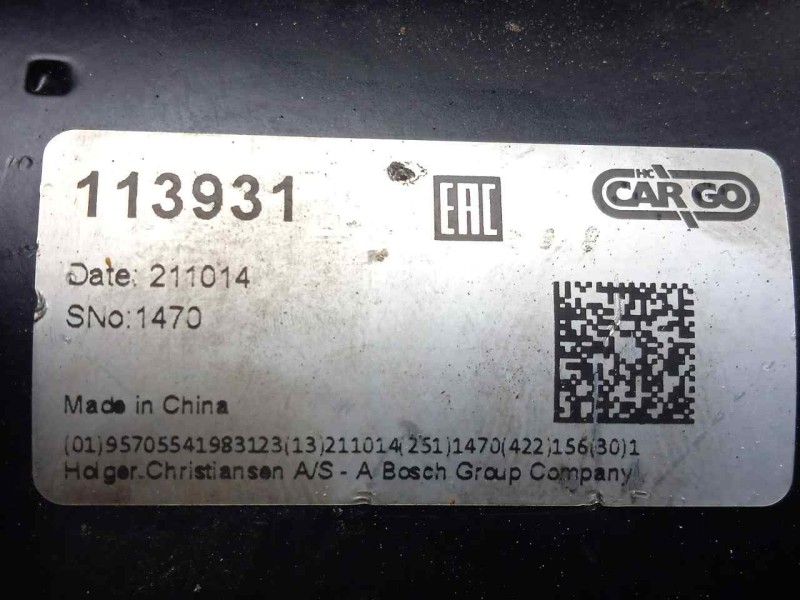 113931
EAC
HC
CARGO
Date: 211014
SNo:1470
Made in China
(01)95705541983123(13)211014(251)1470(422)156(30)1
Holger.Christiansen A/S - A Bosch Group Company